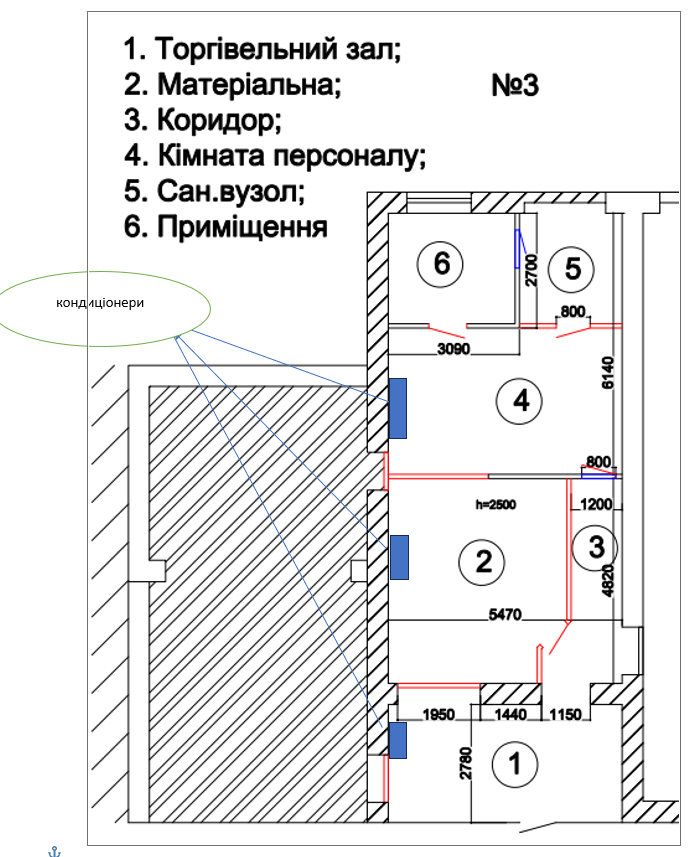 1. Торгівельний зал;
2. Матеріальна;
№3
3. Коридор;
4. Кімната персоналу;
5. Сан.вузол;
6. Приміщення
6
2700
5
кондиціонери
800
3090
6140
4
800
h=2500
1200
2
3
4820
5470
1950
1440
1150
2780
1